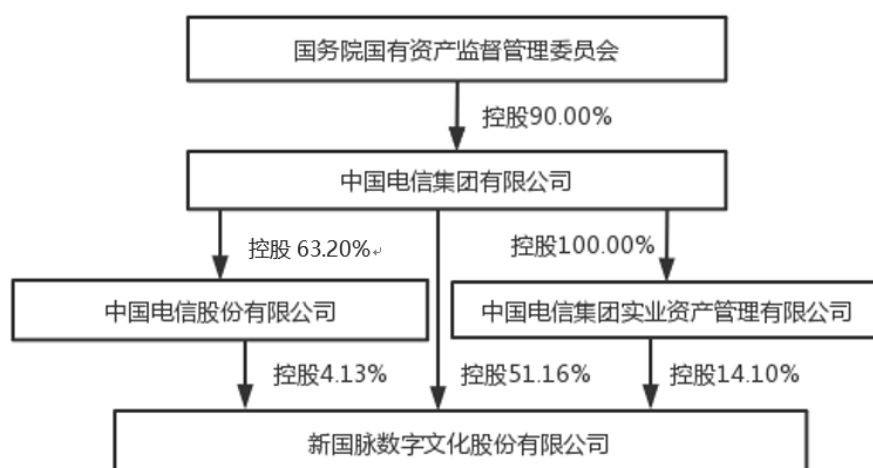 国务院国有资产监督管理委员会
控股90.00%
中国电信集团有限公司
控股 63.20%
控股100.00%
中国电信股份有限公司
中国电信集团实业资产管理有限公司
控股4.13%
控股51.16%
控股14.10%
新国脉数字文化股份有限公司